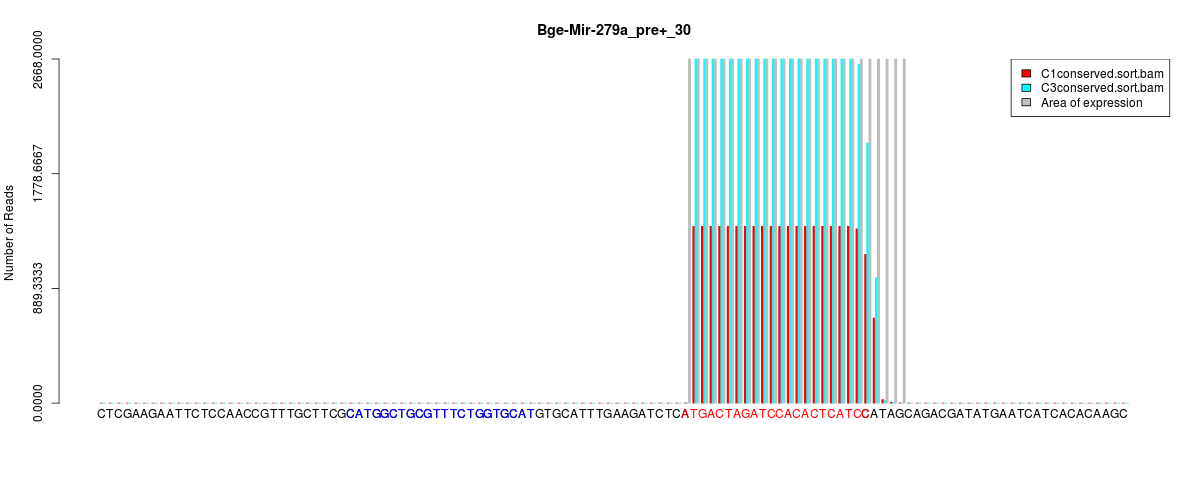 Bge-Mir-279a_pre+_30
2668.0000
1778.6667
889.3333
0.0000
Number of Reads
C1conserved.sort.bam
C3conserved.sort.bam
Area of expression
CTCGAAGAATTCTCCAACCGTTTGCTTCGCATGGCTGCGTTTCTGGTGCATGTGCATTTGAAGATCTCATGACTAGATCCACACTCATCCATAGCAGACGATATGAATCATCACACAAGC